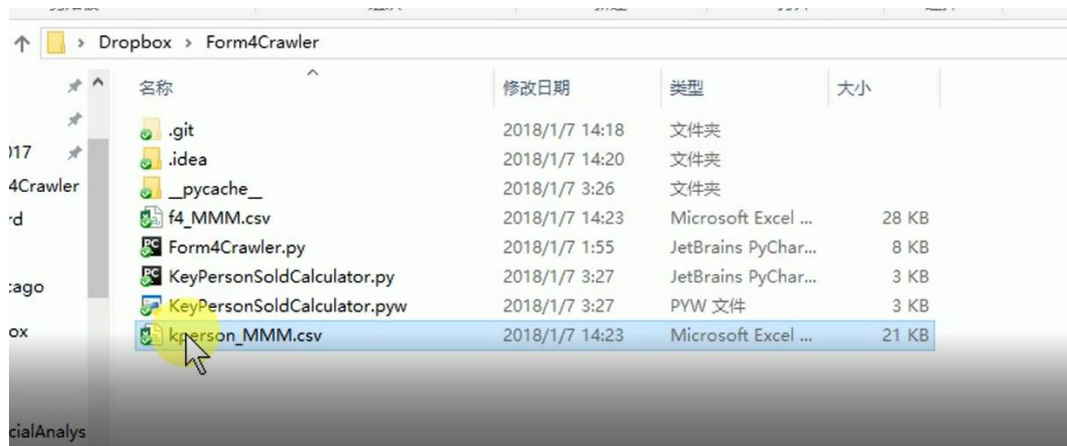 Dropbox > Form4Crawler
名称 修改日期 类型 大小
.git 2018/1/7 14:18 文件夹
.idea 2018/1/7 14:20 文件夹
__pycache__ 2018/1/7 3:26 文件夹
f4_MMM.csv 2018/1/7 14:23 Microsoft Excel ... 28 KB
Form4Crawler.py 2018/1/7 1:55 JetBrains PyChar... 8 KB
KeyPersonSoldCalculator.py 2018/1/7 3:27 JetBrains PyChar... 3 KB
KeyPersonSoldCalculator.pyw 2018/1/7 3:27 PYW 文件 3 KB
kperson_MMM.csv 2018/1/7 14:23 Microsoft Excel ... 21 KB
017
4Crawler
rd
cago
ox
cialAnalys